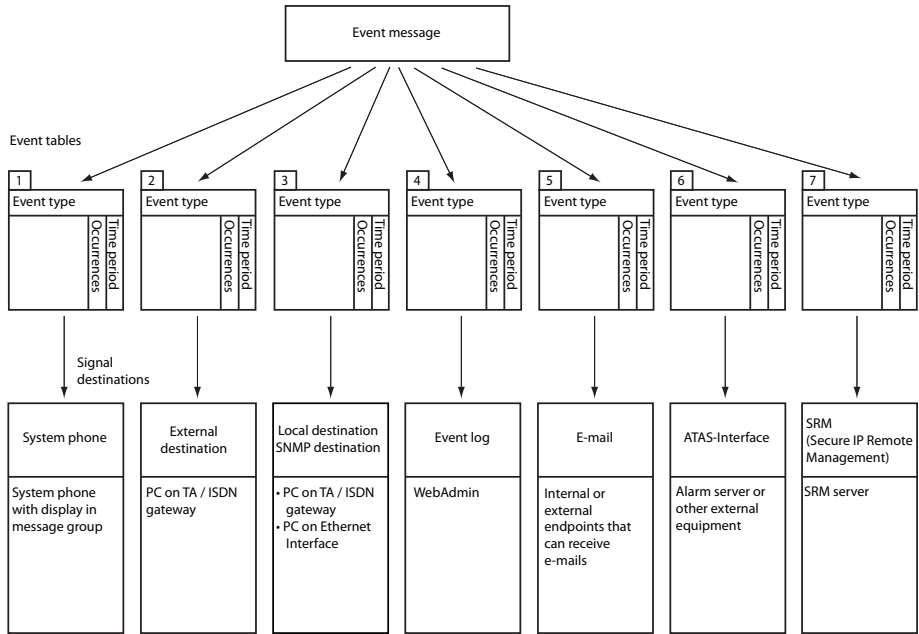 Event message
Event tables
1
Event type
Occurrences
Time period
2
Event type
Occurrences
Time period
3
Event type
Occurrences
Time period
4
Event type
Occurrences
Time period
5
Event type
Occurrences
Time period
6
Event type
Occurrences
Time period
7
Event type
Occurrences
Time period
Signal
destinations
System phone
System phone
with display in
message group
External
destination
PC on TA / ISDN
gateway
Local destination
SNMP destination
• PC on TA / ISDN
gateway
• PC on Ethernet
Interface
Event log
WebAdmin
E-mail
Internal or
external
endpoints that
can receive
e-mails
ATAS-Interface
Alarm server or
other external
equipment
SRM
(Secure IP Remote
Management)
SRM server